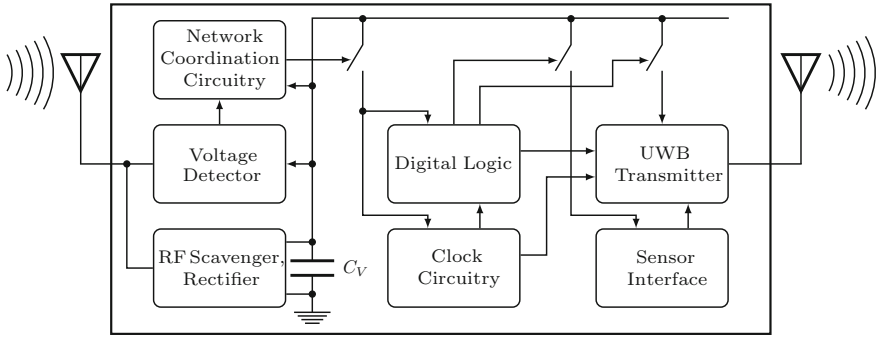 Network
Coordination
Circuitry
Voltage
Detector
RF Scavenger,
Rectifier
C_V
Digital Logic
Clock
Circuitry
UWB
Transmitter
Sensor
Interface